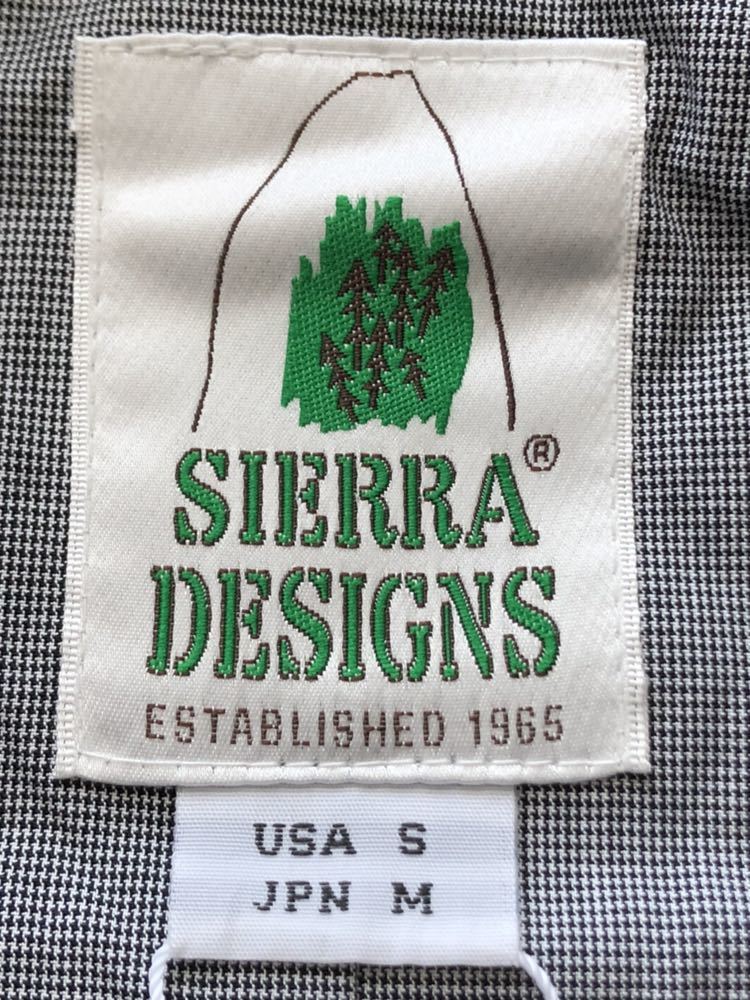 SIERRA®
DESIGNS
ESTABLISHED 1965
USA S
JPN M